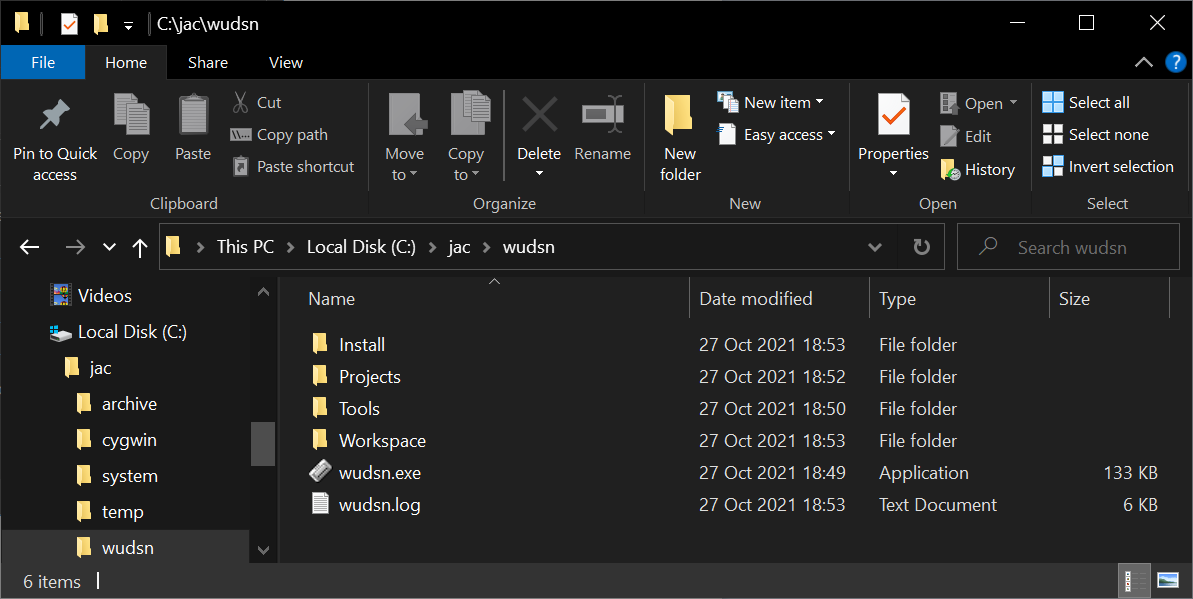 C:\jac\wudsn
File Home Share View
?
Pin to Quick access
Copy
Paste
Cut
Copy path
Paste shortcut
Clipboard
Move to
Copy to
Delete
Rename
Organize
New folder
New item
Easy access
New
Properties
Open
Edit
History
Open
Select all
Select none
Invert selection
Select
This PC Local Disk (C:) jac wudsn
Search wudsn
Videos
Local Disk (C:)
jac
archive
cygwin
system
temp
wudsn
Name Date modified Type Size
Install 27 Oct 2021 18:53 File folder
Projects 27 Oct 2021 18:52 File folder
Tools 27 Oct 2021 18:50 File folder
Workspace 27 Oct 2021 18:53 File folder
wudsn.exe 27 Oct 2021 18:49 Application 133 KB
wudsn.log 27 Oct 2021 18:53 Text Document 6 KB
6 items